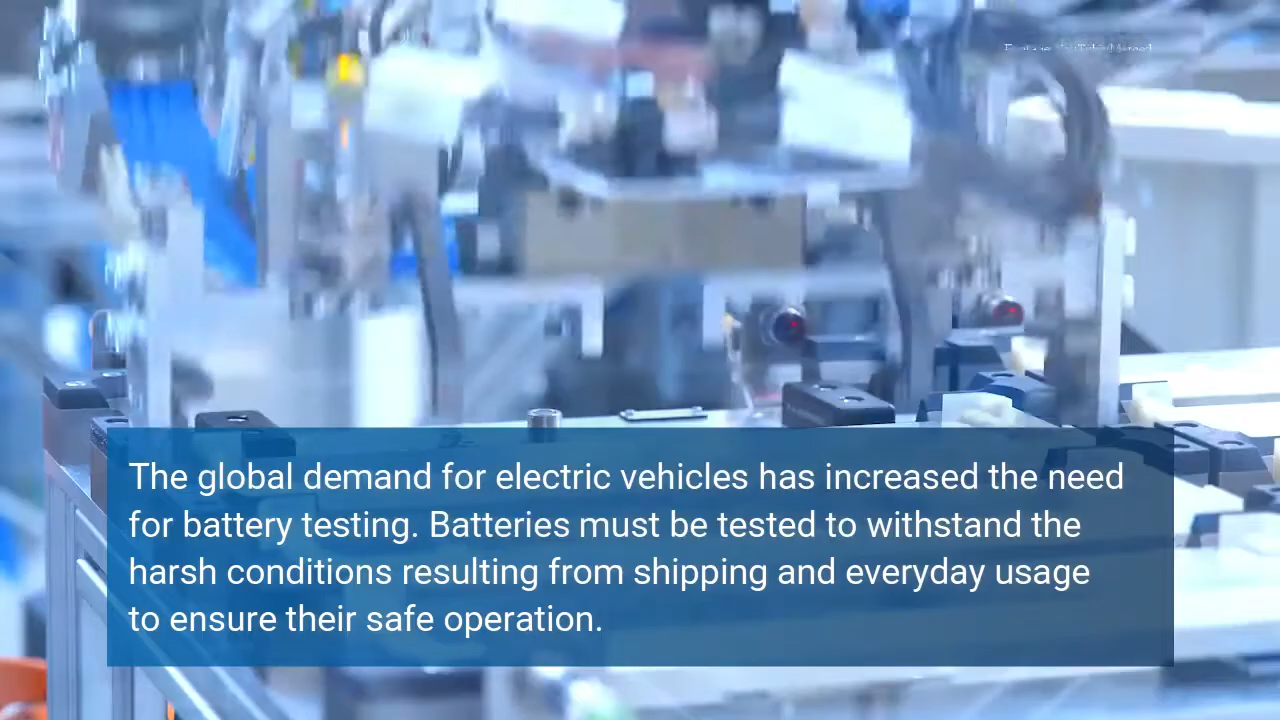 The global demand for electric vehicles has increased the need
for battery testing. Batteries must be tested to withstand the
harsh conditions resulting from shipping and everyday usage
to ensure their safe operation.